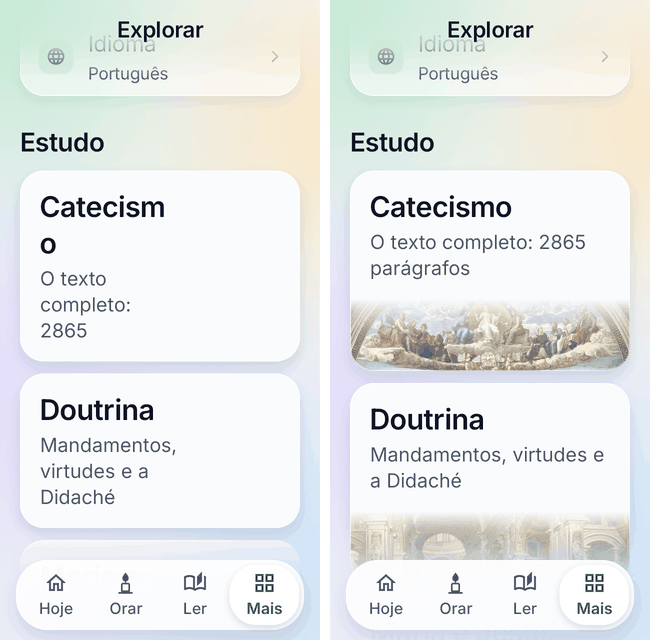 Explorar
Idioma
Português
Estudo
Catecism
o
O texto
completo:
2865
Doutrina
Mandamentos,
virtudes e a
Didaché
Hoje
Orar
Ler
Mais
Explorar
Idioma
Português
Estudo
Catecismo
O texto completo: 2865
parágrafos
Doutrina
Mandamentos, virtudes e
a Didaché
Hoje
Orar
Ler
Mais